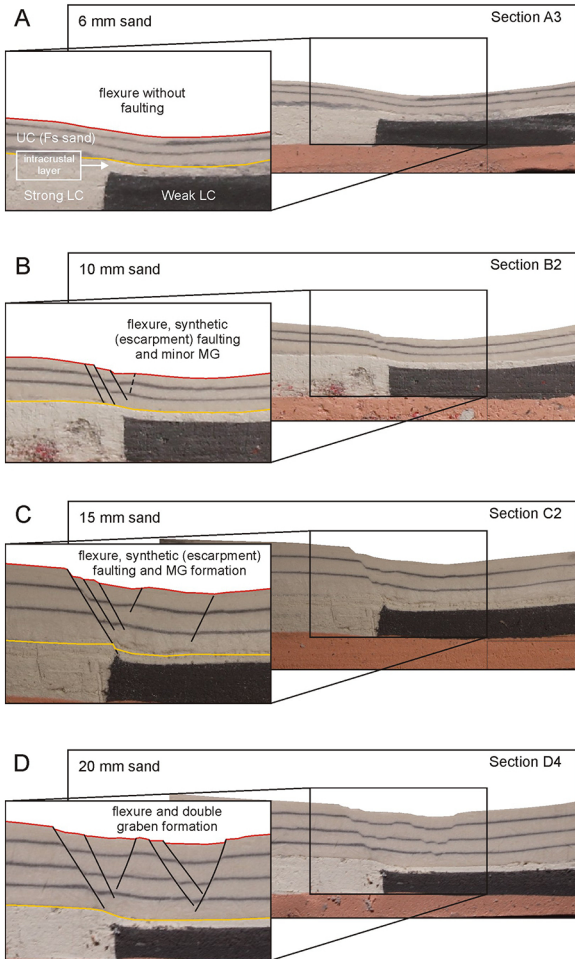 A
6 mm sand
Section A3
flexure without
faulting
UC (Fs sand)
intracrustal
layer
Strong LC
Weak LC
B
10 mm sand
Section B2
flexure, synthetic
(escarpment) faulting
and minor MG
C
15 mm sand
Section C2
flexure, synthetic (escarpment)
faulting and MG formation
D
20 mm sand
Section D4
flexure and double
graben formation